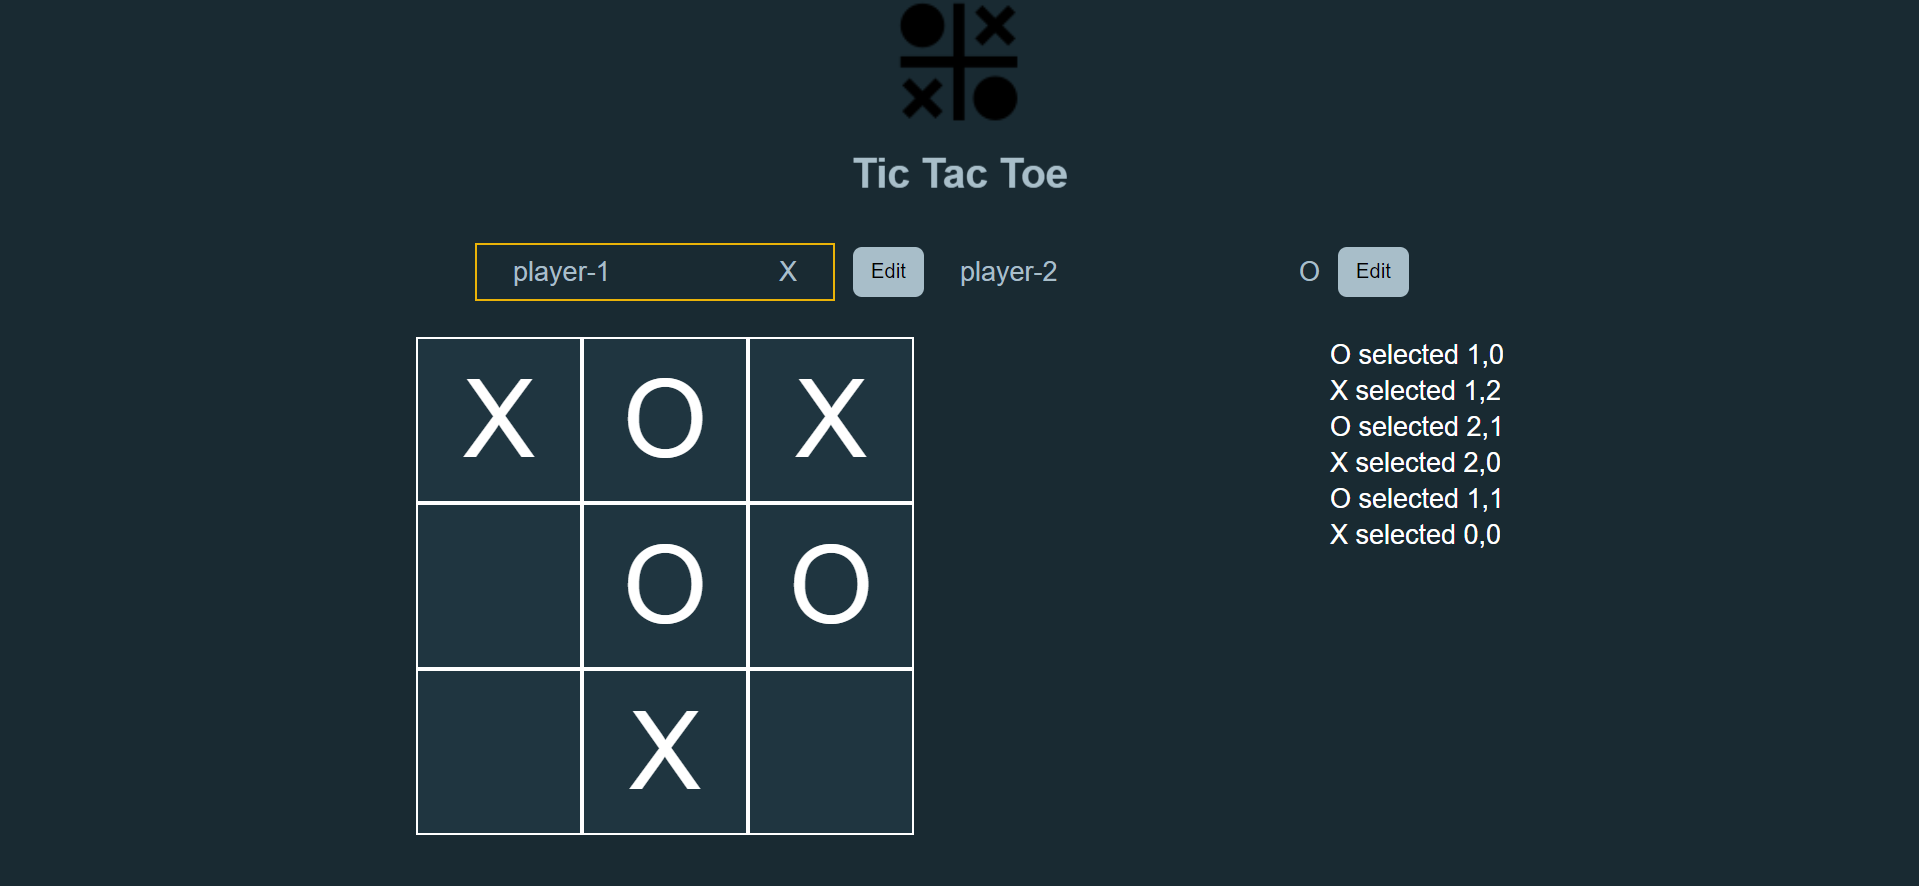 Tic Tac Toe
player-1 X Edit player-2 O Edit
X O X
O O
X
O selected 1,0
X selected 1,2
O selected 2,1
X selected 2,0
O selected 1,1
X selected 0,0